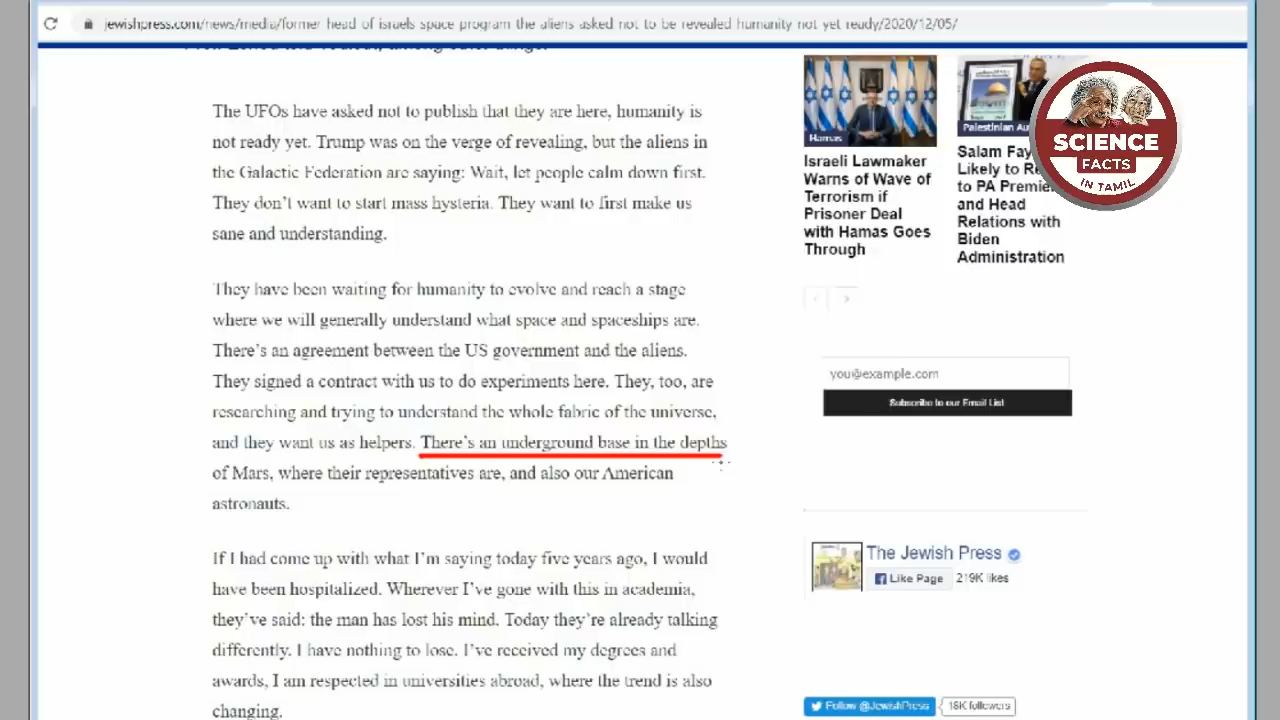 jewishpress.com/news/media/former head of israels space program the aliens asked not to be revealed humanity not yet ready/2020/12/05/
The UFOs have asked not to publish that they are here, humanity is
not ready yet. Trump was on the verge of revealing, but the aliens in
the Galactic Federation are saying: Wait, let people calm down first.
They don't want to start mass hysteria. They want to first make us
sane and understanding.
They have been waiting for humanity to evolve and reach a stage
where we will generally understand what space and spaceships are.
There's an agreement between the US government and the aliens.
They signed a contract with us to do experiments here. They, too, are
researching and trying to understand the whole fabric of the universe,
and they want us as helpers. There's an underground base in the depths
of Mars, where their representatives are, and also our American
astronauts.
If I had come up with what I'm saying today five years ago, I would
have been hospitalized. Wherever I've gone with this in academia,
they've said: the man has lost his mind. Today they're already talking
differently. I have nothing to lose. I've received my degrees and
awards, I am respected in universities abroad, where the trend is also
changing.
Hamas
Israeli Lawmaker
Warns of Wave of
Terrorism if
Prisoner Deal
with Hamas Goes
Through
Palestinian Au
Salam Fay
Likely to R
to PA Premie
and Head
Relations with
Biden
Administration
SCIENCE
FACTS
IN TAMIL
you@example.com
Subscribe to our Email List
The Jewish Press
Like Page
219K likes
Follow @JewishPress
18K followers